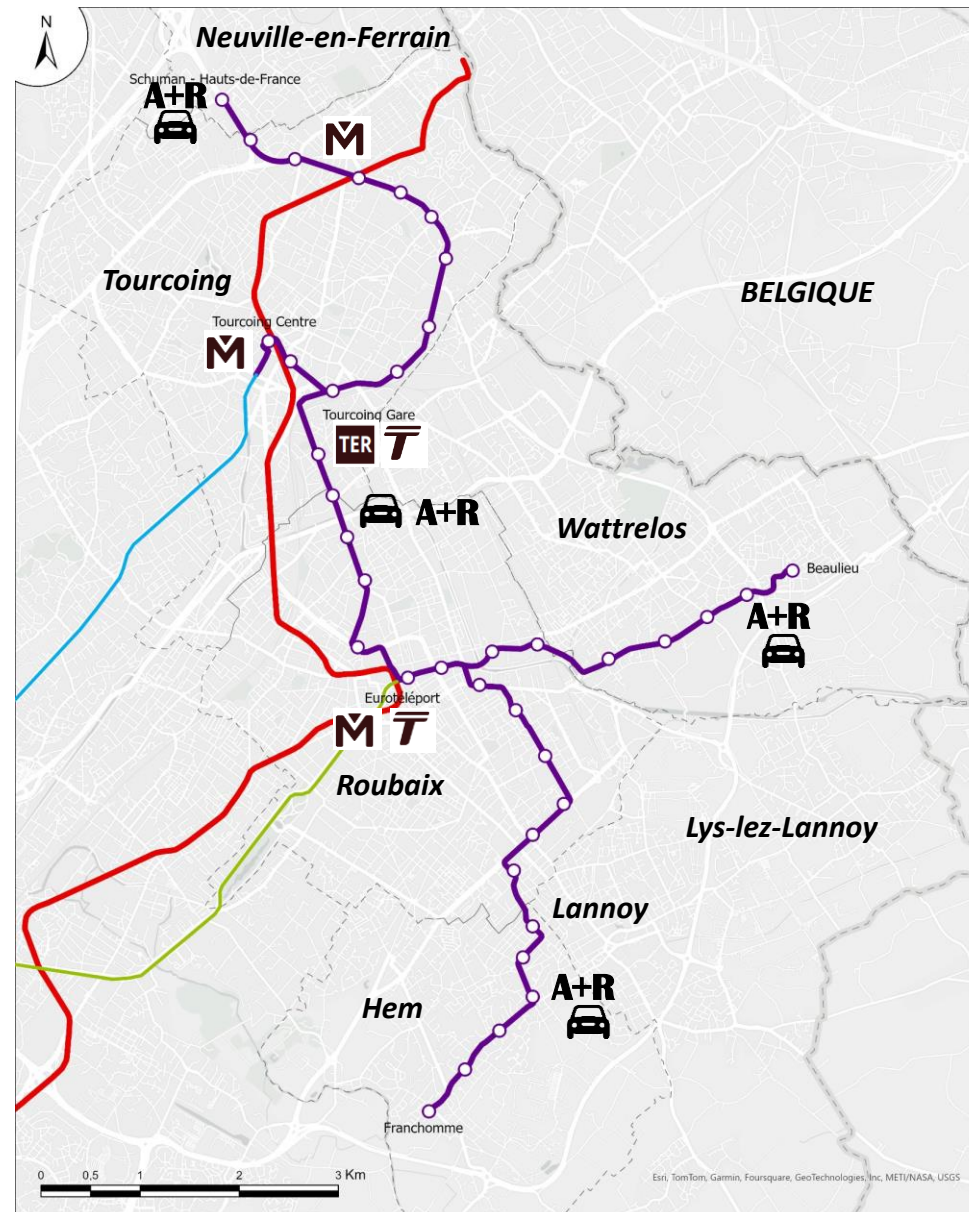 N
Neuville-en-Ferrain
Schuman - Hauts-de-France
A+R
M
Tourcoing
BELGIQUE
Tourcoing Centre
M
Tourcoing Gare
TER T
A+R
Wattrelos
Beaulieu
A+R
Eurotéléport
M T
Roubaix
Lys-lez-Lannoy
Lannoy
A+R
Hem
Franchomme
0 0,5 1 2 3 Km
Esri, TomTom, Garmin, Foursquare, GeoTechnologies, Inc, METI/NASA, USGS